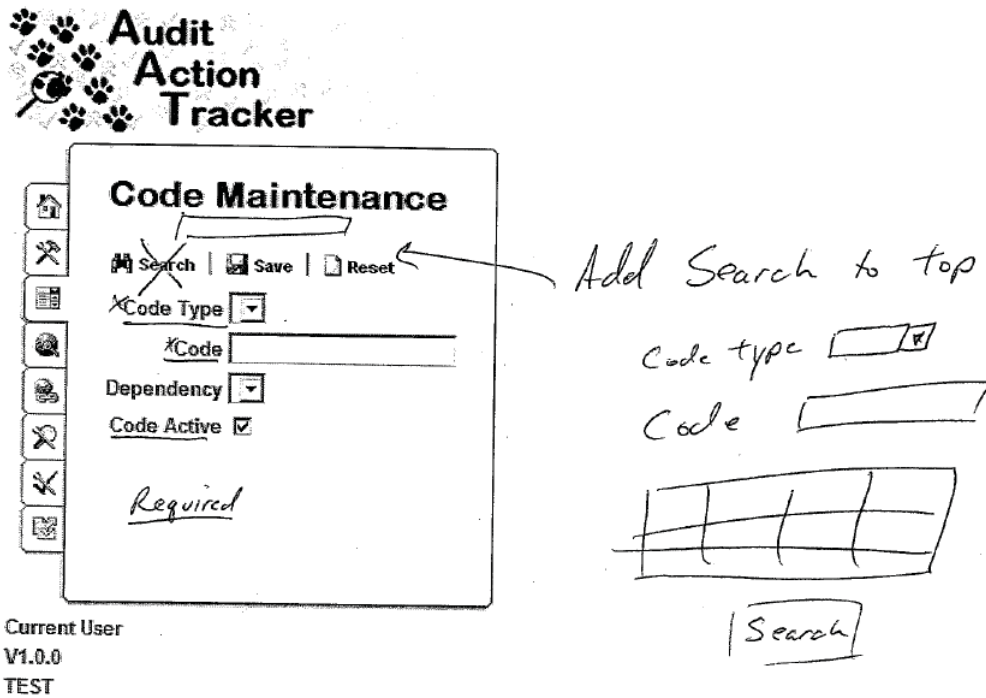 Audit
Action
Tracker
Code Maintenance
Search | Save | Reset
*Code Type
*Code
Dependency
Code Active
Required
Add Search to top
Code type
Code
Search
Current User
V1.0.0
TEST